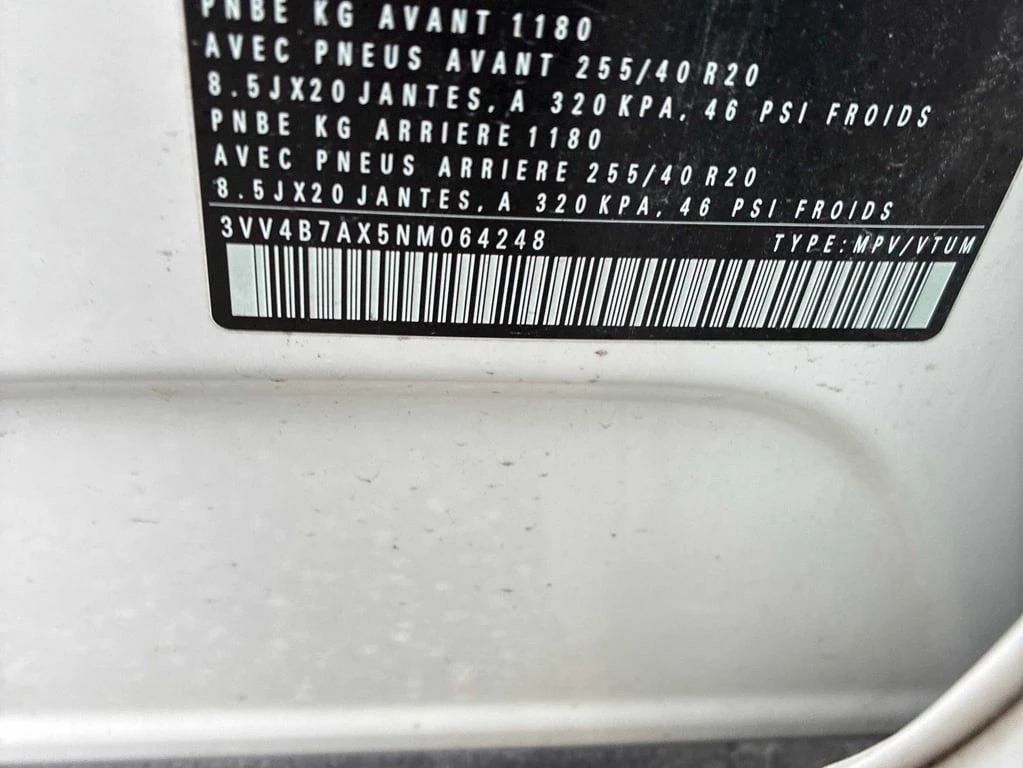 PNBE KG AVANT 1180
AVEC PNEUS AVANT 255/40 R20
8.5JX20 JANTES, A 320 KPA, 46 PSI FROIDS
PNBE KG ARRIERE 1180
AVEC PNEUS ARRIERE 255/40 R20
8.5JX20 JANTES, A 320 KPA, 46 PSI FROIDS
3VV4B7AX5NM064248 TYPE: MPV/VTUM